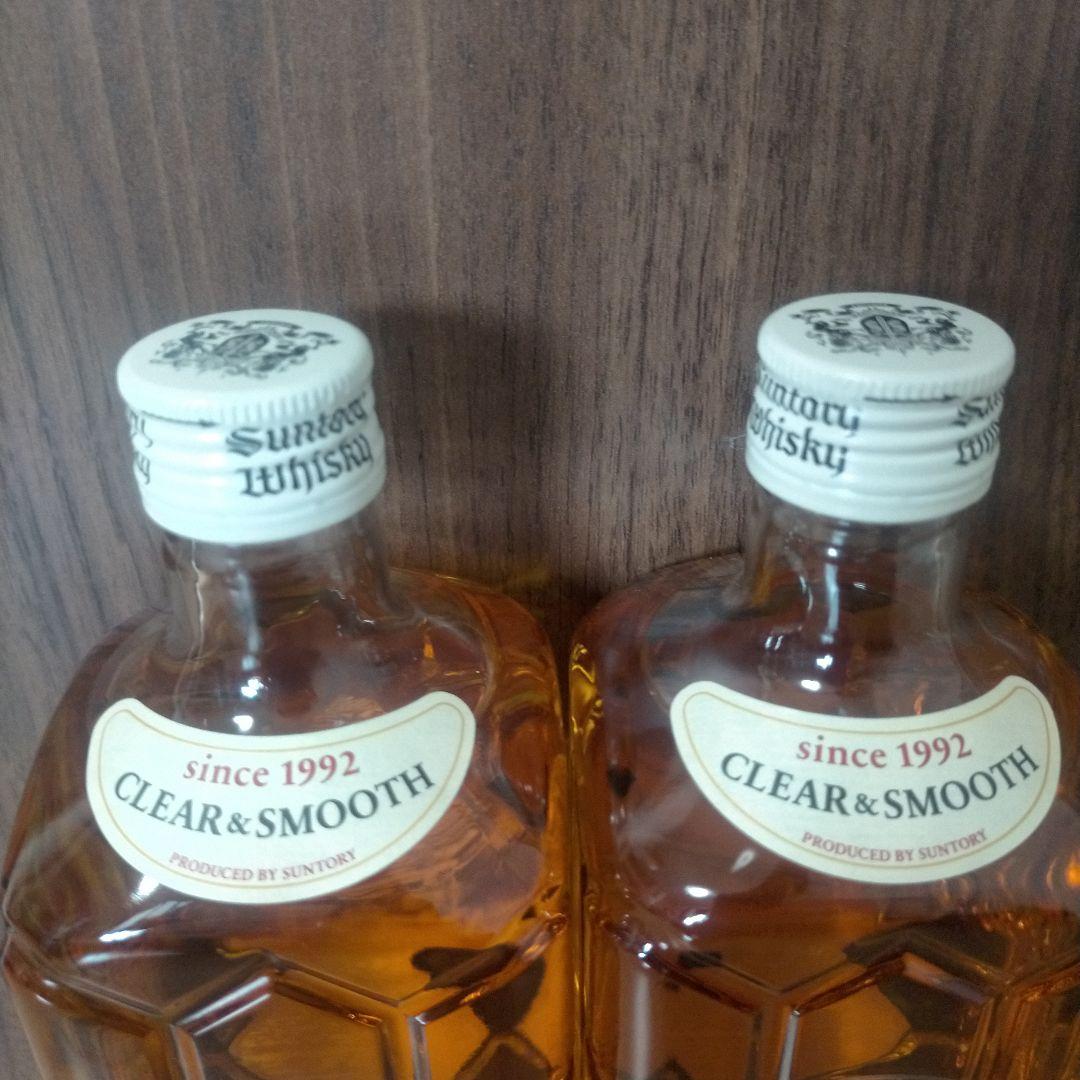 Suntory
Whisky
since 1992
CLEAR&SMOOTH
PRODUCED BY SUNTORY
Suntory
Whisky
since 1992
CLEAR&SMOOTH
PRODUCED BY SUNTORY